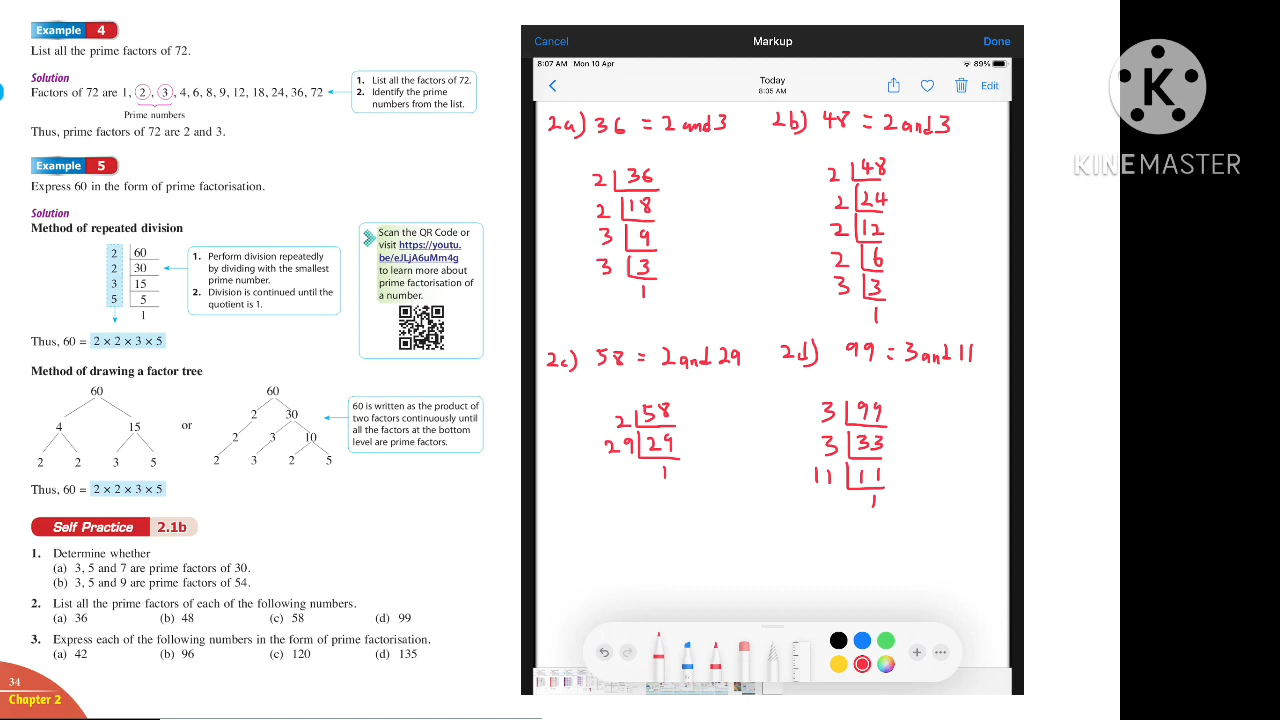 Example 4
List all the prime factors of 72.
Solution
Factors of 72 are 1, 2, 3, 4, 6, 8, 9, 12, 18, 24, 36, 72
Prime numbers
Thus, prime factors of 72 are 2 and 3.
1. List all the factors of 72.
2. Identify the prime
numbers from the list.
Example 5
Express 60 in the form of prime factorisation.
Solution
Method of repeated division
2 60
2 30
3 15
5 5
1
1. Perform division repeatedly
by dividing with the smallest
prime number.
2. Division is continued until the
quotient is 1.
Scan the QR Code or
visit https://youtu.
be/eJLjA6uMm4g
to learn more about
prime factorisation of
a number.
Thus, 60 = 2 × 2 × 3 × 5
Method of drawing a factor tree
60
4 15
2 2 3 5
or
60
2 30
2 3 10
2 3 2 5
60 is written as the product of
two factors continuously until
all the factors at the bottom
level are prime factors.
Thus, 60 = 2 × 2 × 3 × 5
Self Practice 2.1b
1. Determine whether
(a) 3, 5 and 7 are prime factors of 30.
(b) 3, 5 and 9 are prime factors of 54.
2. List all the prime factors of each of the following numbers.
(a) 36 (b) 48 (c) 58 (d) 99
3. Express each of the following numbers in the form of prime factorisation.
(a) 42 (b) 96 (c) 120 (d) 135
34
Chapter 2
Cancel Markup Done
8:07 AM Mon 10 Apr 89%
Today
8:05 AM
Edit
2a) 36 = 2 and 3
2 36
2 18
3 9
3 3
1
2b) 48 = 2 and 3
2 48
2 24
2 12
2 6
3 3
1
2c) 58 = 2 and 29
2 58
29 29
1
2d) 99 = 3 and 11
3 99
3 33
11 11
1
K
KINEMASTER